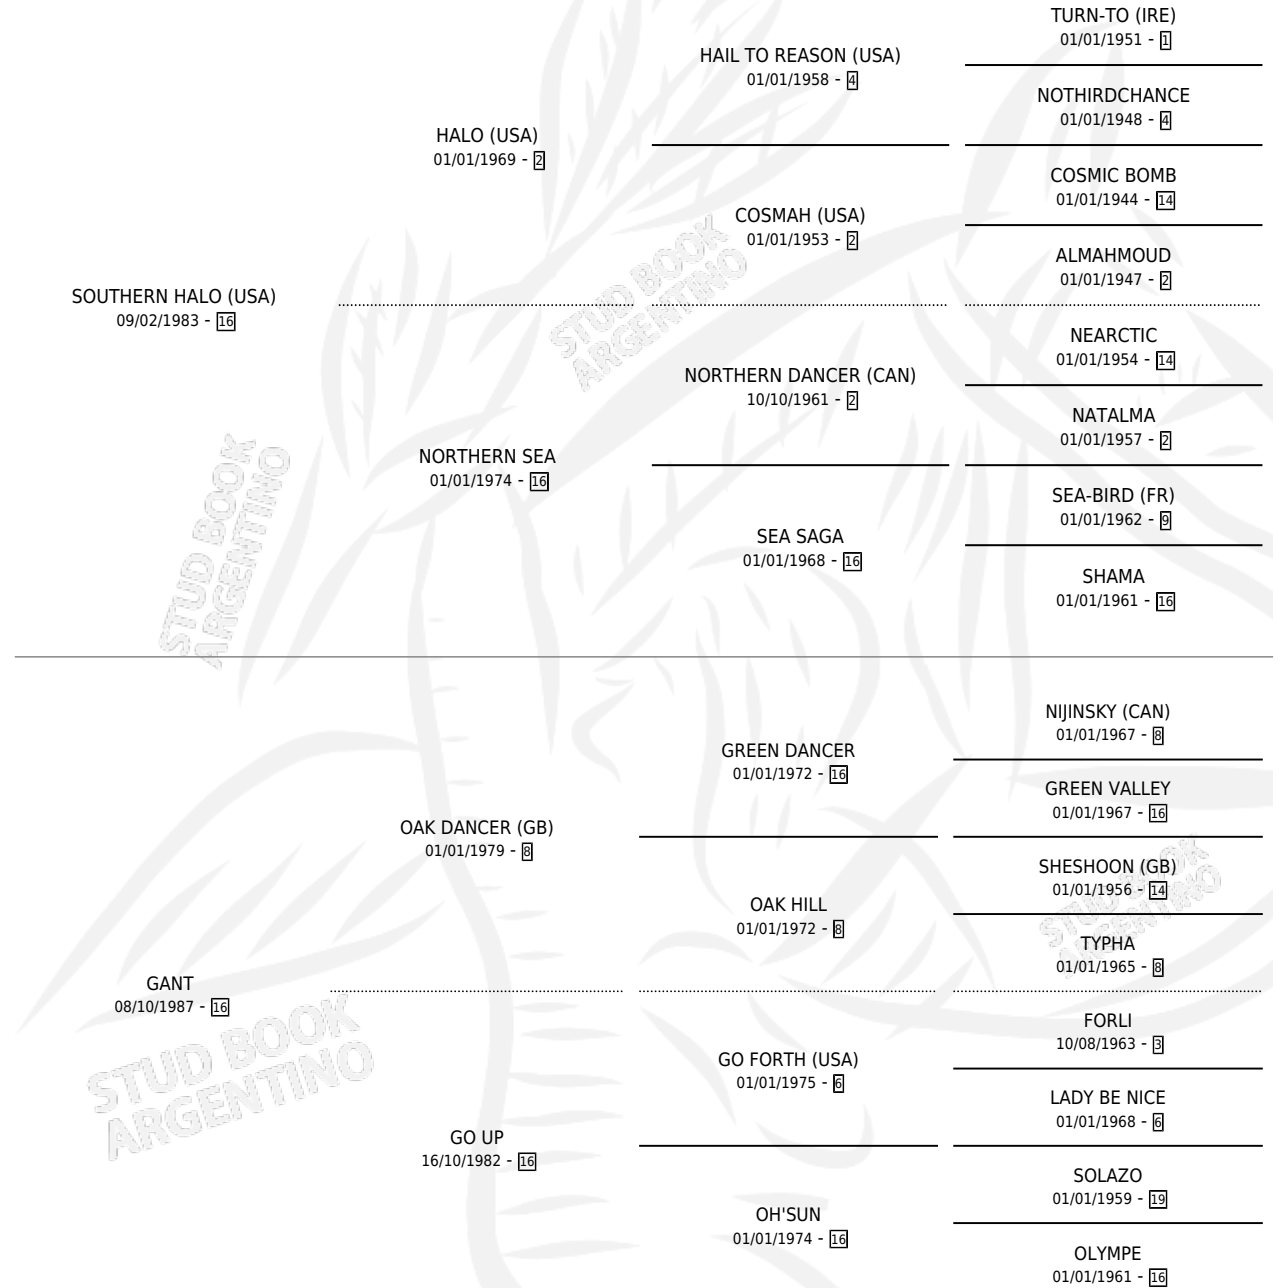 TURN-TO (IRE)
01/01/1951 - 1
HAIL TO REASON (USA)
01/01/1958 - 4
NOTHIRDCHANCE
01/01/1948 - 4
HALO (USA)
01/01/1969 - 2
COSMIC BOMB
01/01/1944 - 14
COSMAH (USA)
01/01/1953 - 2
ALMAHMOUD
01/01/1947 - 2
SOUTHERN HALO (USA)
09/02/1983 - 16
NEARCTIC
01/01/1954 - 14
NORTHERN DANCER (CAN)
10/10/1961 - 2
NATALMA
01/01/1957 - 2
NORTHERN SEA
01/01/1974 - 16
SEA-BIRD (FR)
01/01/1962 - 9
SEA SAGA
01/01/1968 - 16
SHAMA
01/01/1961 - 16
NIJINSKY (CAN)
01/01/1967 - 8
GREEN DANCER
01/01/1972 - 16
GREEN VALLEY
01/01/1967 - 16
OAK DANCER (GB)
01/01/1979 - 8
SHESHOON (GB)
01/01/1956 - 14
OAK HILL
01/01/1972 - 8
TYPHA
01/01/1965 - 8
GANT
08/10/1987 - 16
FORLI
10/08/1963 - 3
GO FORTH (USA)
01/01/1975 - 6
LADY BE NICE
01/01/1968 - 6
GO UP
16/10/1982 - 16
SOLAZO
01/01/1959 - 19
OH'SUN
01/01/1974 - 16
OLYMPE
01/01/1961 - 16
STUD BOOK
ARGENTINO
STUD BOOK
ARGENTINO
STUD BOOK
ARGENTINO
STUD BOOK
ARGENTINO